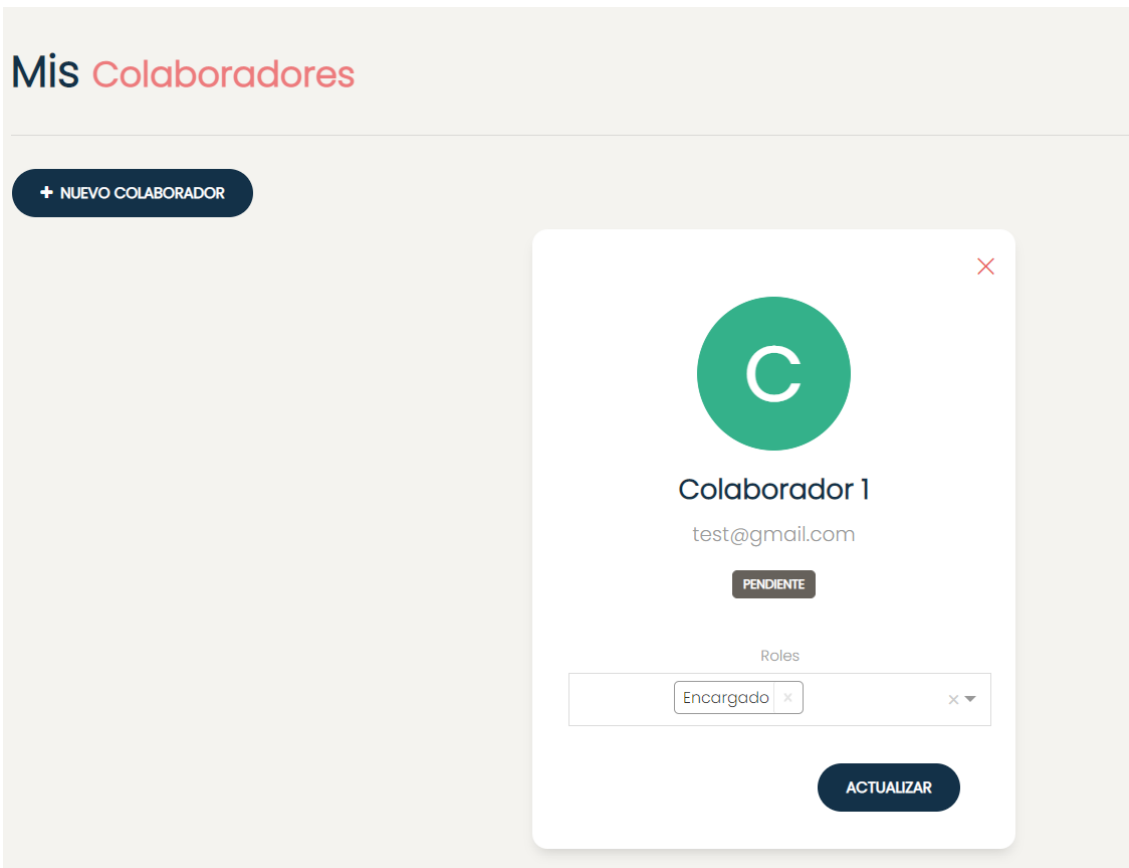 Mis Colaboradores
+ NUEVO COLABORADOR
C
Colaborador 1
test@gmail.com
PENDIENTE
Roles
Encargado ×
ACTUALIZAR